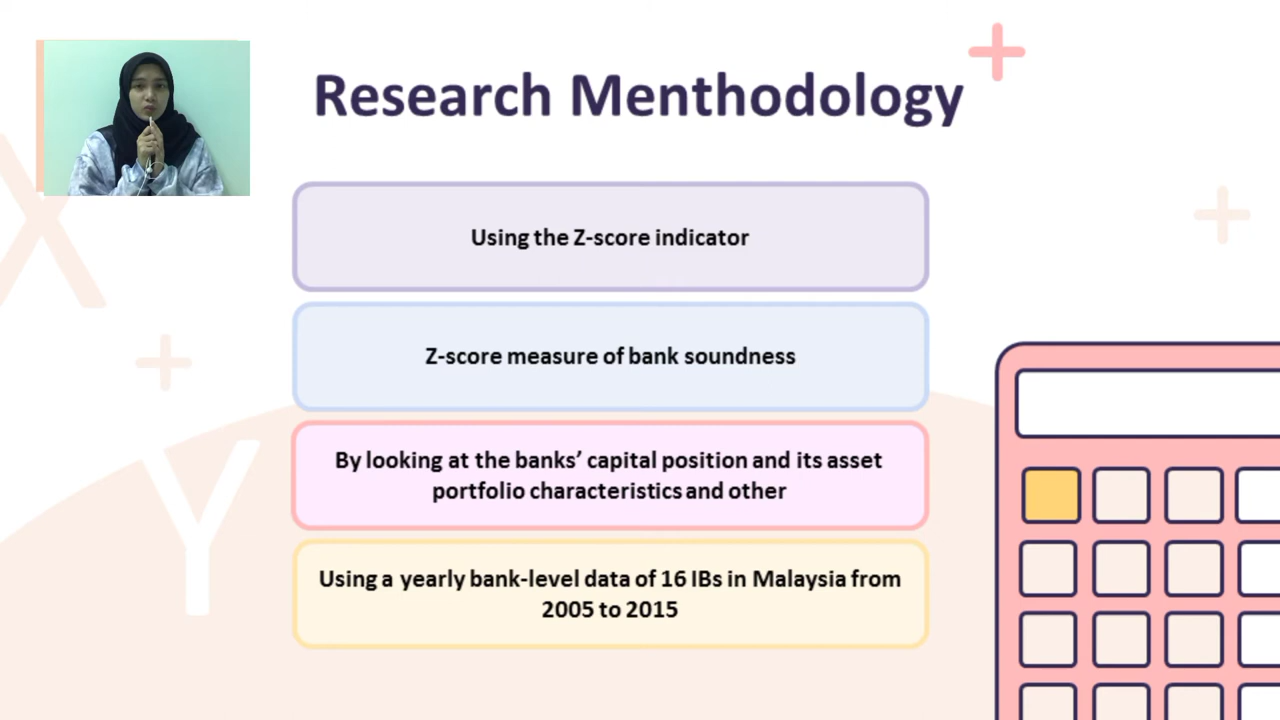 Research Menthodology
Using the Z-score indicator
Z-score measure of bank soundness
By looking at the banks’ capital position and its asset
portfolio characteristics and other
Using a yearly bank-level data of 16 IBs in Malaysia from
2005 to 2015
X
Y